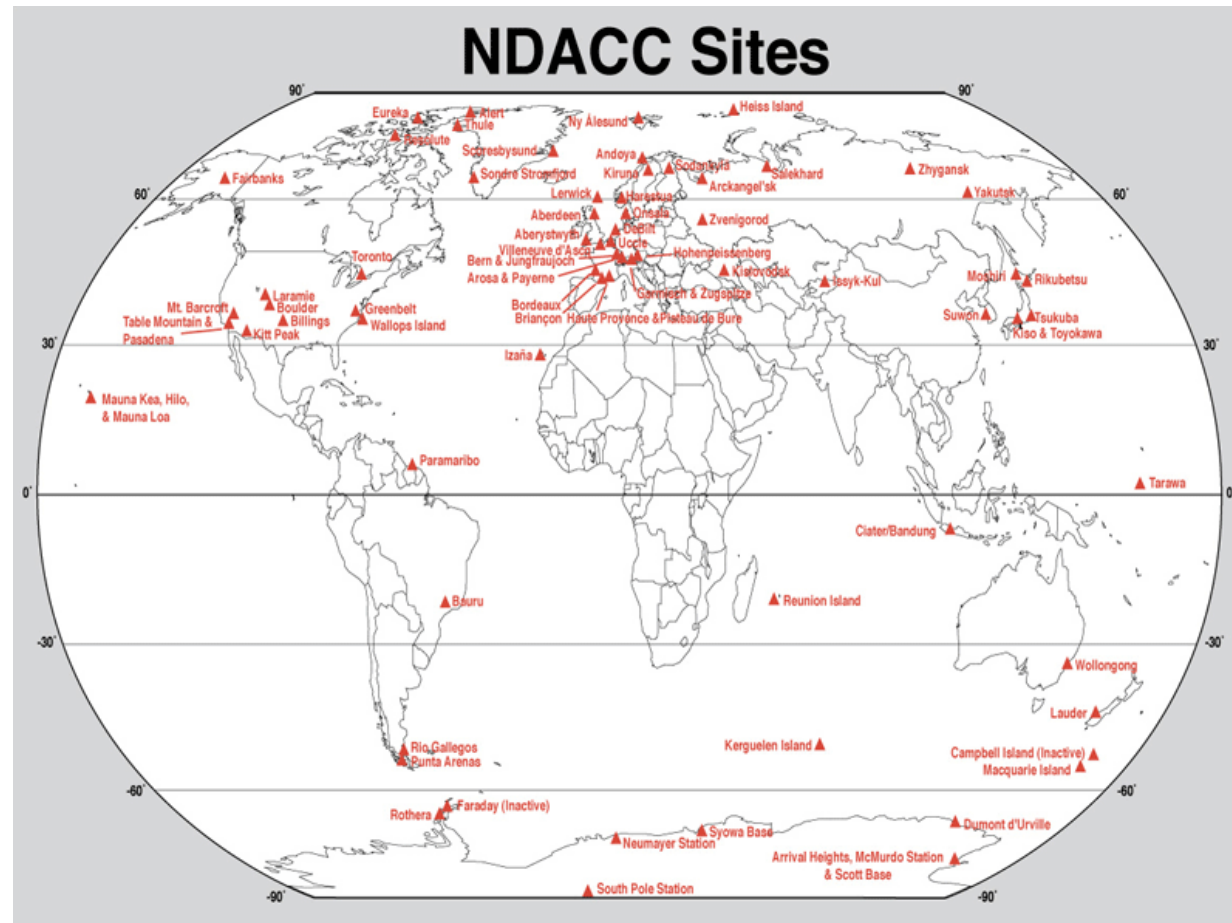 NDACC Sites
90°
90°
Eureka
Alert
Thule
Resolute
Ny Álesund
Heiss Island
Scoresbysund
Andøya
Kiruna
Sodankyla
Salekhard
Zhygansk
Fairbanks
Sondre Stromfjord
Arckangel'sk
Yakutsk
60°
60°
Lerwick
Harestua
Aberdeen
Onsala
Zvenigorod
DeBilt
Aberystwyth
Uccle
Villeneuve d'Ascq
Hohenpeissenberg
Toronto
Bern & Jungfraujoch
Kislovodsk
Arosa & Payerne
Issyk-Kul
Moshiri
Rikubetsu
Garmisch & Zugspitze
Laramie
Mt. Barcroft
Boulder
Greenbelt
Bordeaux
Table Mountain &
Pasadena
Billings
Wallops Island
Briançon
Haute Provence &Plateau de Bure
Suwon
Tsukuba
Kitt Peak
Kiso & Toyokawa
30°
30°
Izaña
Mauna Kea, Hilo,
& Mauna Loa
Paramaribo
Tarawa
0°
0
Ciater/Bandung
Bauru
Reunion Island
-30°
-30°
Wollongong
Lauder
Rio Gallegos
Kerguelen Island
Campbell Island (Inactive)
Punta Arenas
Macquarie Island
-60°
-60°
Faraday (Inactive)
Rothera
Dumont d'Urville
Syowa Base
Neumayer Station
Arrival Heights, McMurdo Station
& Scott Base
South Pole Station
-90°
-90°